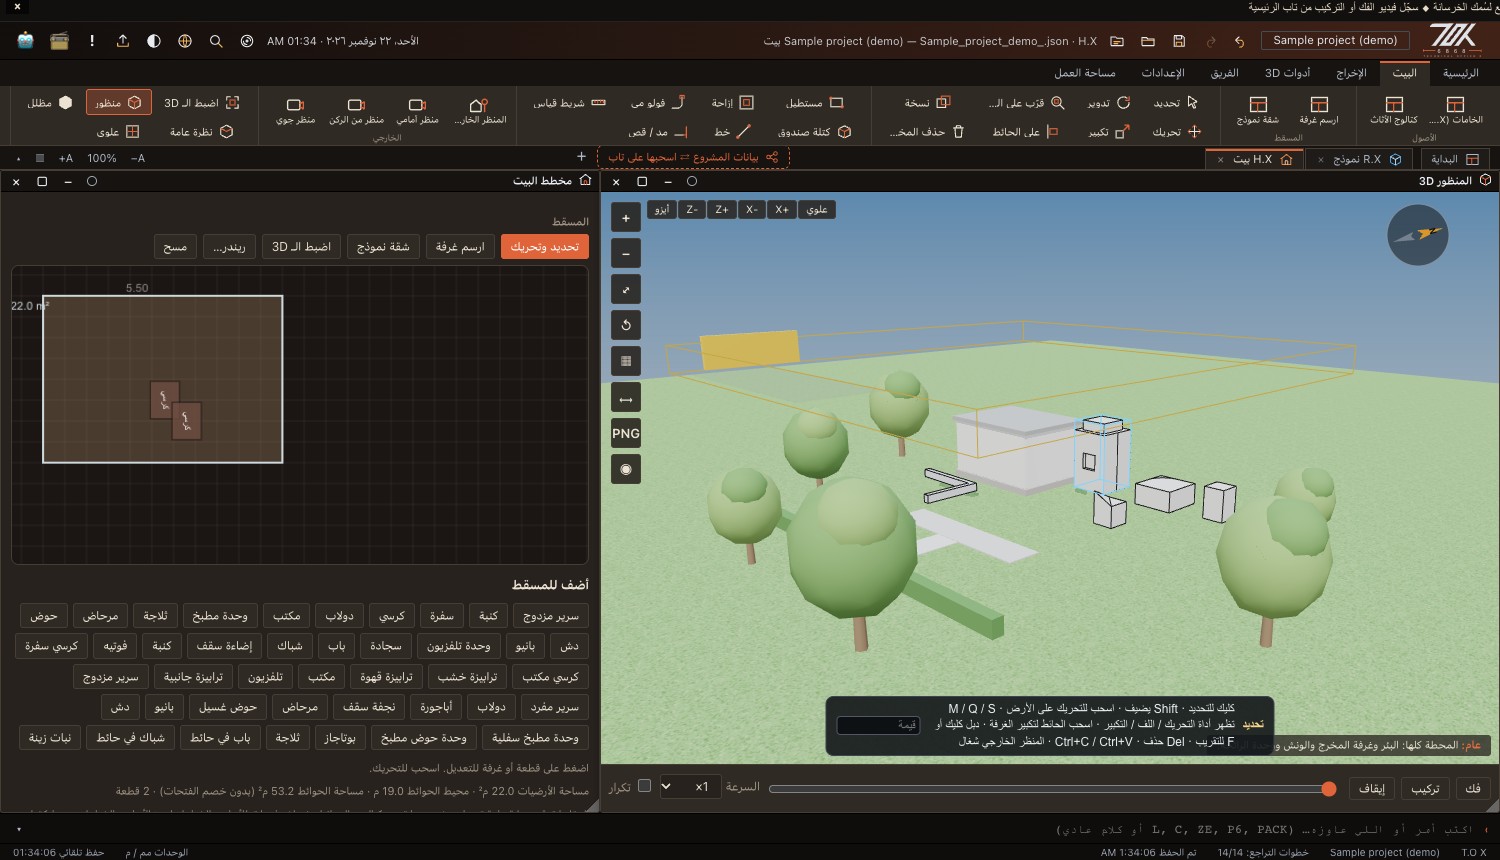 سجّل فيديو الفك أو التركيب من تاب الرئيسية ◆ لسُمك الخرسانة
×
TOK
6868
Sample project (demo)
بيت Sample project (demo) — Sample_project_demo_.json · H.X
الأحد، ٢٢ نوفمبر ٢٠٢٦ · 01:34 AM
الرئيسية
البيت
الإخراج
أدوات 3D
الفريق
الإعدادات
مساحة العمل
الخامات (X....
كتالوج الأثاث
الأصول
ارسم غرفة
شقة نموذج
المسقط
تحديد
تدوير
قرّب على الـ...
نسخة
تحريك
تكبير
على الحائط
حذف المخـ...
مستطيل
إزاحة
فولو مي
شريط قياس
كتلة صندوق
خط
مد / قص
المنظر الخار...
منظر أمامي
منظر من الركن
منظر جوي
الخارجي
اضبط الـ 3D
منظور
مظلل
نظرة عامة
علوى
البداية
R.X نموذج ×
H.X بيت ×
بيانات المشروع ⇌ اسحبها على تاب
+
A+
100%
A−
المنظور 3D
مخطط البيت
علوي
X+
X-
Z+
Z-
أيزو
PNG
المسقط
تحديد وتحريك
ارسم غرفة
شقة نموذج
اضبط الـ 3D
ريندر...
مسح
5.50
22.0 m²
كرسي
كرسي
أضف للمسقط
سرير مزدوج
كنبة
سفرة
كرسي
دولاب
مكتب
وحدة مطبخ
ثلاجة
مرحاض
حوض
دش
بانيو
وحدة تلفزيون
سجادة
باب
شباك
إضاءة سقف
كنبة
فوتيه
كرسي سفرة
كرسي مكتب
ترابيزة خشب
ترابيزة قهوة
مكتب
تلفزيون
ترابيزة جانبية
سرير مزدوج
سرير مفرد
دولاب
أباجورة
نجفة سقف
مرحاض
حوض غسيل
بانيو
دش
وحدة مطبخ سفلية
وحدة حوض مطبخ
بوتاجاز
ثلاجة
باب في حائط
شباك في حائط
نبات زينة
اضغط على قطعة أو غرفة للتعديل. اسحب للتحريك.
مساحة الأرضيات 22.0 م² · محيط الحوائط 19.0 م · مساحة الحوائط 53.2 م² (بدون خصم الفتحات) · 2 قطعة
كليك للتحديد · Shift يضيف · اسحب للتحريك على الأرض · M / Q / S
تحديد تظهر أداة التحريك / اللف / التكبير · اسحب الحائط لتكبير الغرفة · دبل كليك أو
F للتقريب · Del حذف · Ctrl+C / Ctrl+V · المنظر الخارجي شغال
قيمة
عام: المحطة كلها: البئر وغرفة المخرج والونش
فك
تركيب
إيقاف
السرعة
×1
تكرار
اكتب أمر أو اللى عاوزه… (L, C, ZE, P6, PACK أو كلام عادي)
T.O X
Sample project (demo)
خطوات التراجع: 14/14
تم الحفظ 1:34:06 AM
الوحدات مم / م
حفظ تلقائي 01:34:06